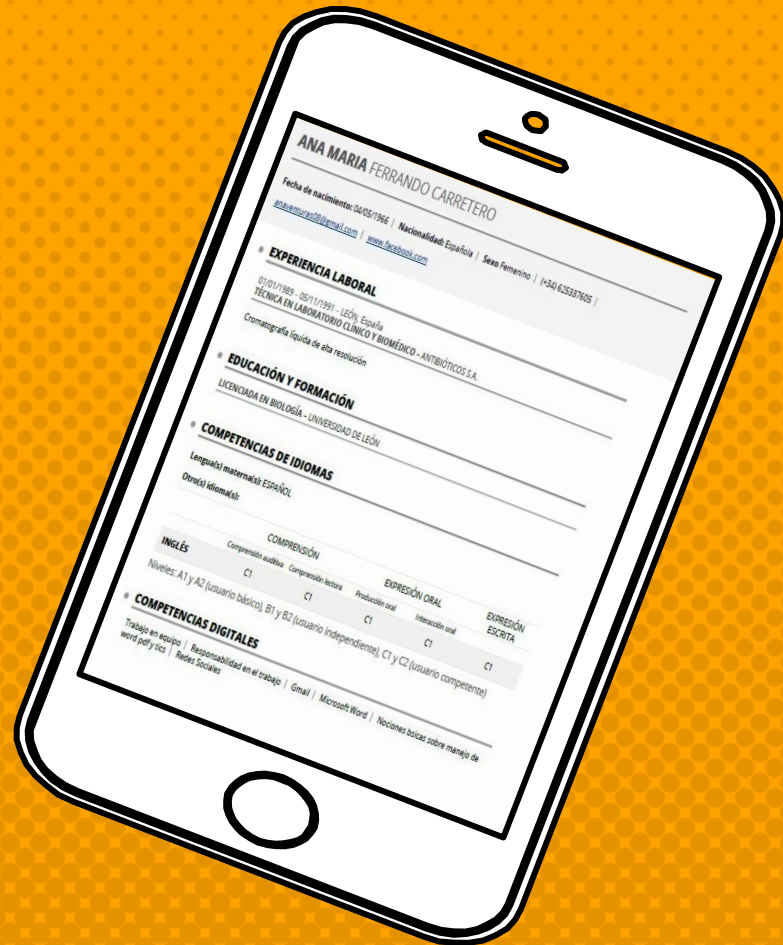 ANA MARIA FERRANDO CARRETERO
Fecha de nacimiento: 04/05/1966 | Nacionalidad: Española | Sexo Femenino | (+34) 625337605 |
anaventuras08@gmail.com | www.facebook.com
EXPERIENCIA LABORAL
01/01/1989 – 05/11/1991 – LEÓN, España
TÉCNICA EN LABORATORIO CLÍNICO Y BIOMÉDICO – ANTIBIÓTICOS S.A.
Cromatografía líquida de alta resolución
EDUCACIÓN Y FORMACIÓN
LICENCIADA EN BIOLOGÍA – UNIVERSIDAD DE LEÓN
COMPETENCIAS DE IDIOMAS
Lengua(s) materna(s): ESPAÑOL
Otro(s) idioma(s):
COMPRENSIÓN EXPRESIÓN ORAL EXPRESIÓN ESCRITA
Comprensión auditiva Comprensión lectora Producción oral Interacción oral
INGLÉS C1 C1 C1 C1 C1
Niveles: A1 y A2 (usuario básico), B1 y B2 (usuario independiente), C1 y C2 (usuario competente)
COMPETENCIAS DIGITALES
Trabajo en equipo | Responsabilidad en el trabajo | Gmail | Microsoft Word | Nociones bsicas sobre manejo de
word pdf y tics | Redes Sociales